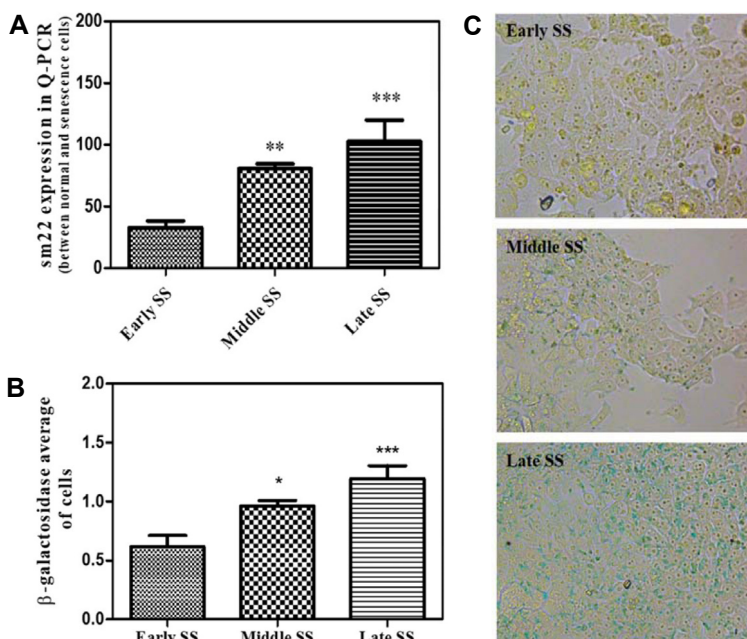 A
sm22 expression in Q-PCR
(between normal and senescence cells)
200
150
100
50
0
**
***
Early SS
Middle SS
Late SS
B
β-galactosidase average
of cells
2.0
1.5
1.0
0.5
0.0
*
***
Early SS
Middle SS
Late SS
C
Early SS
Middle SS
Late SS